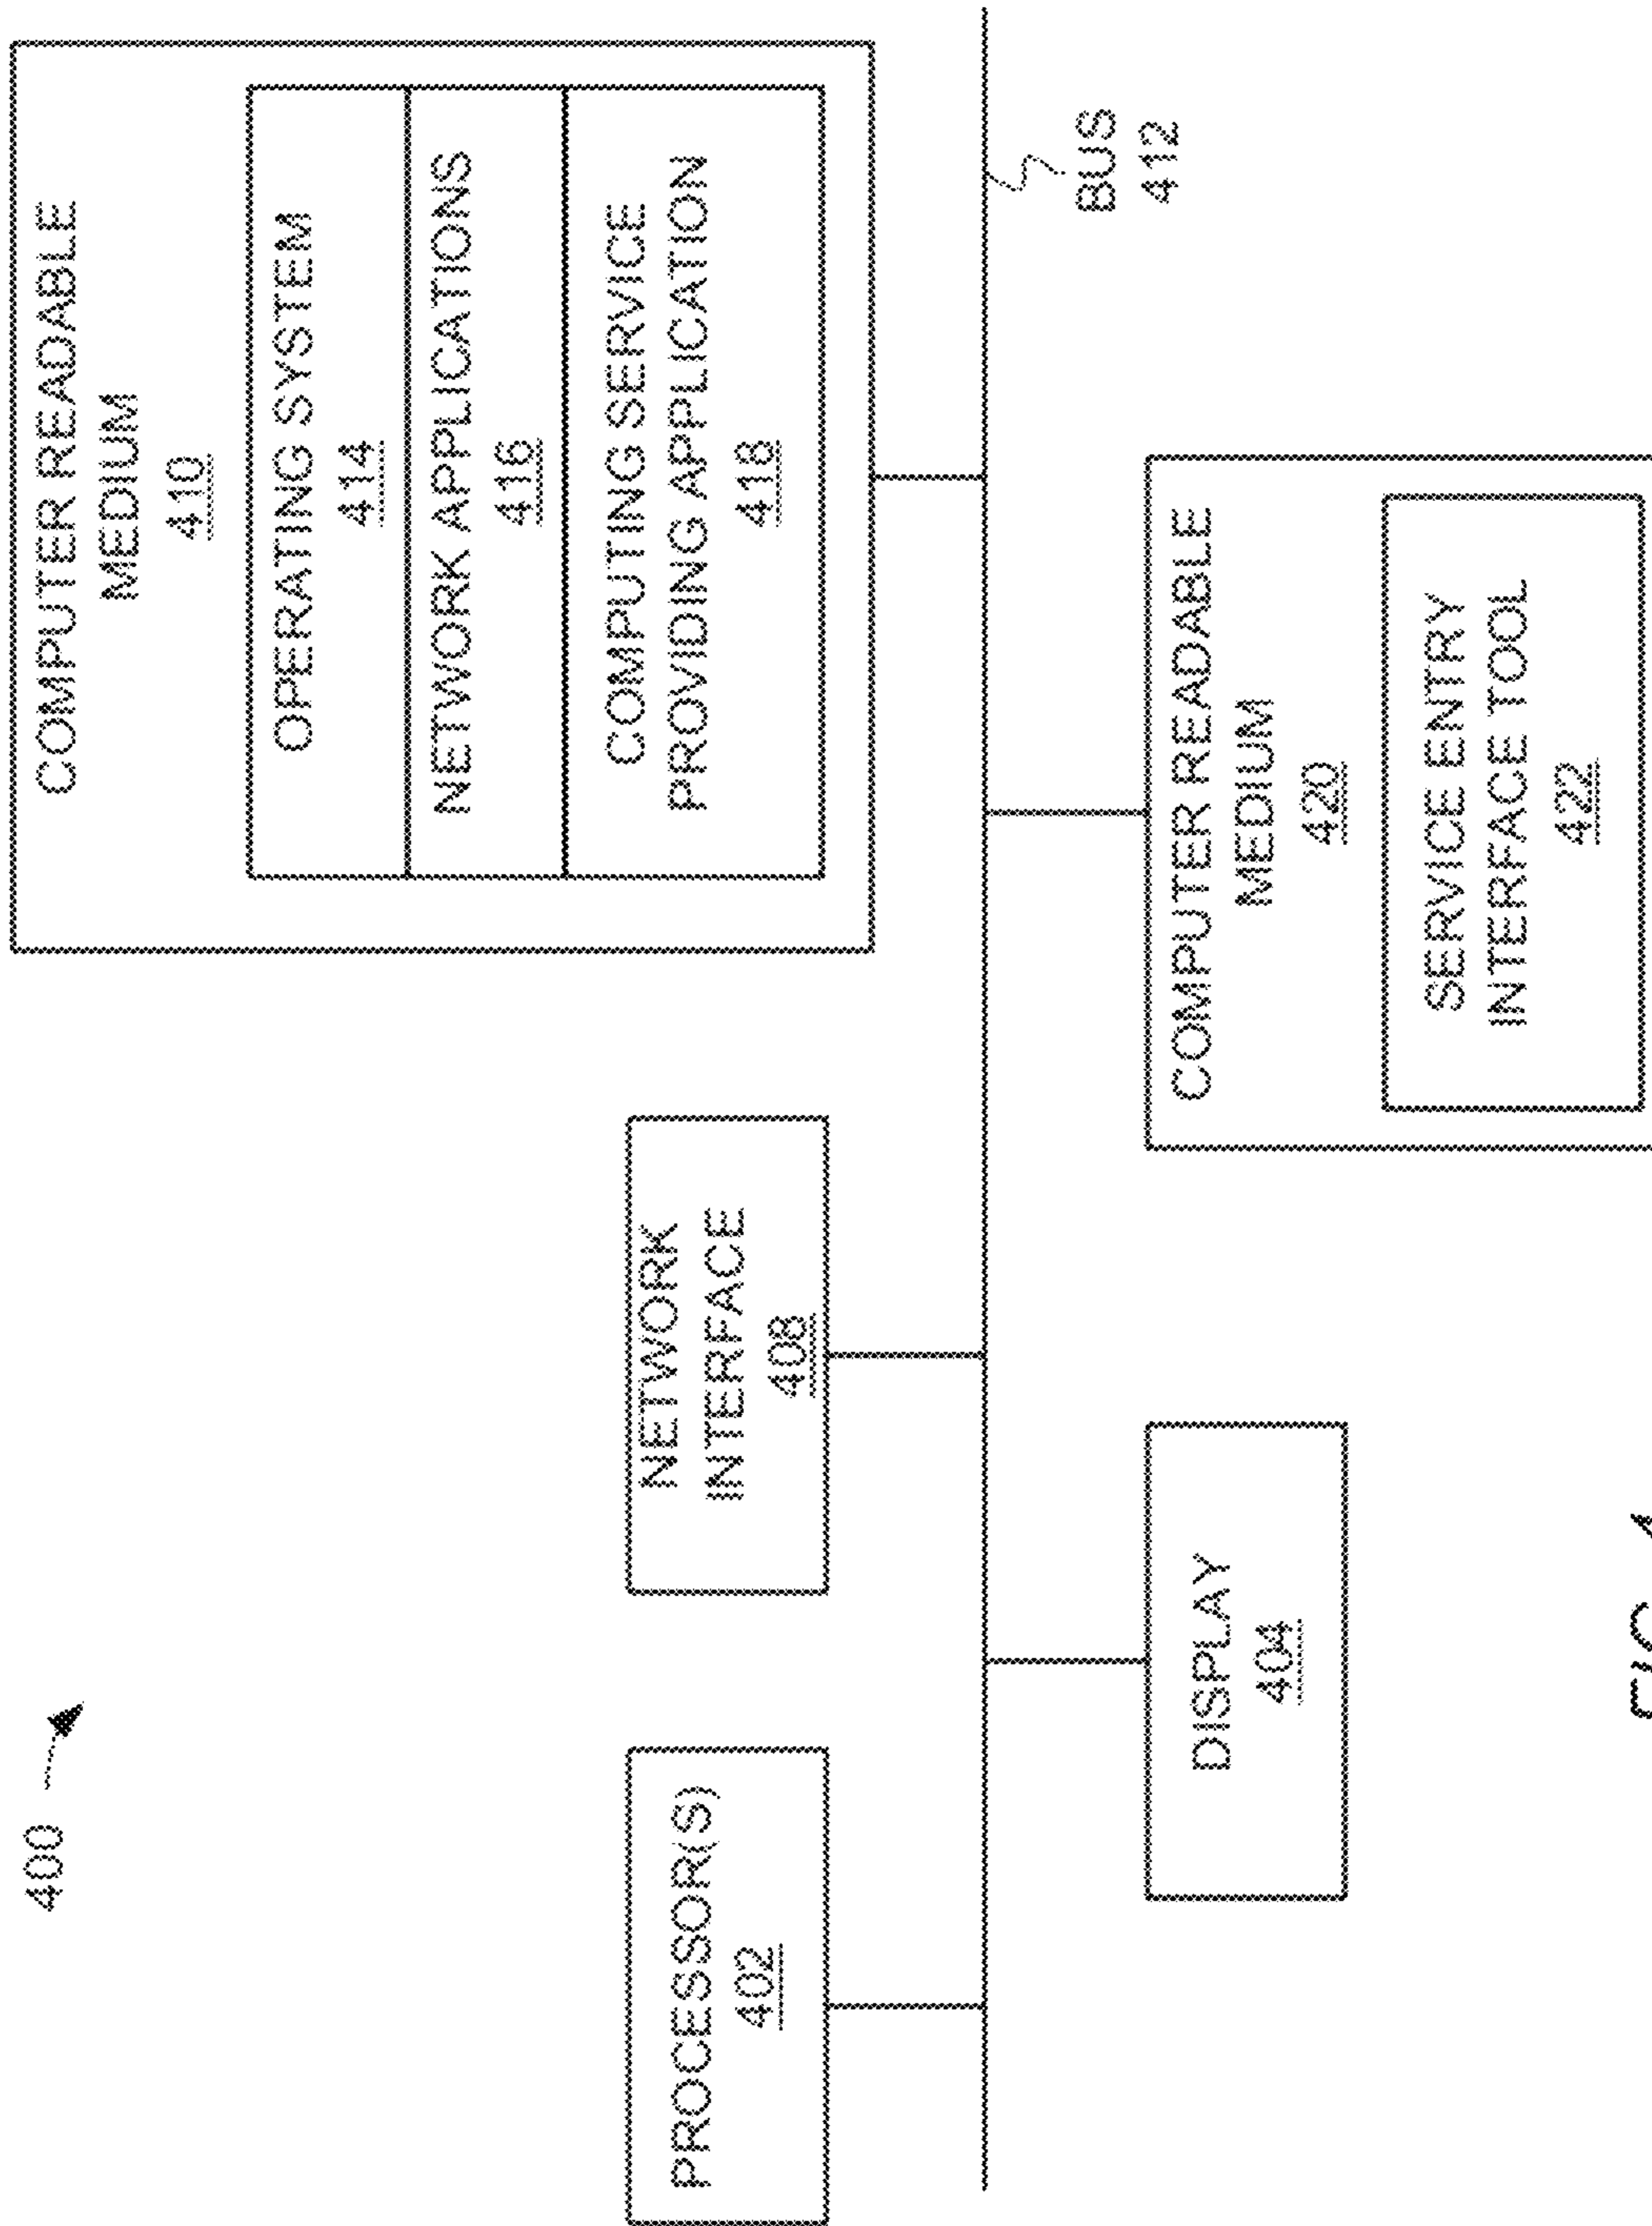 400
COMPUTER READABLE
MEDIUM
410
OPERATING SYSTEM
414
NETWORK APPLICATIONS
416
COMPUTING SERVICE
PROVIDING APPLICATION
418
PROCESSOR(S)
402
NETWORK
INTERFACE
408
BUS
412
DISPLAY
404
COMPUTER READABLE
MEDIUM
420
SERVICE ENTRY
INTERFACE TOOL
422